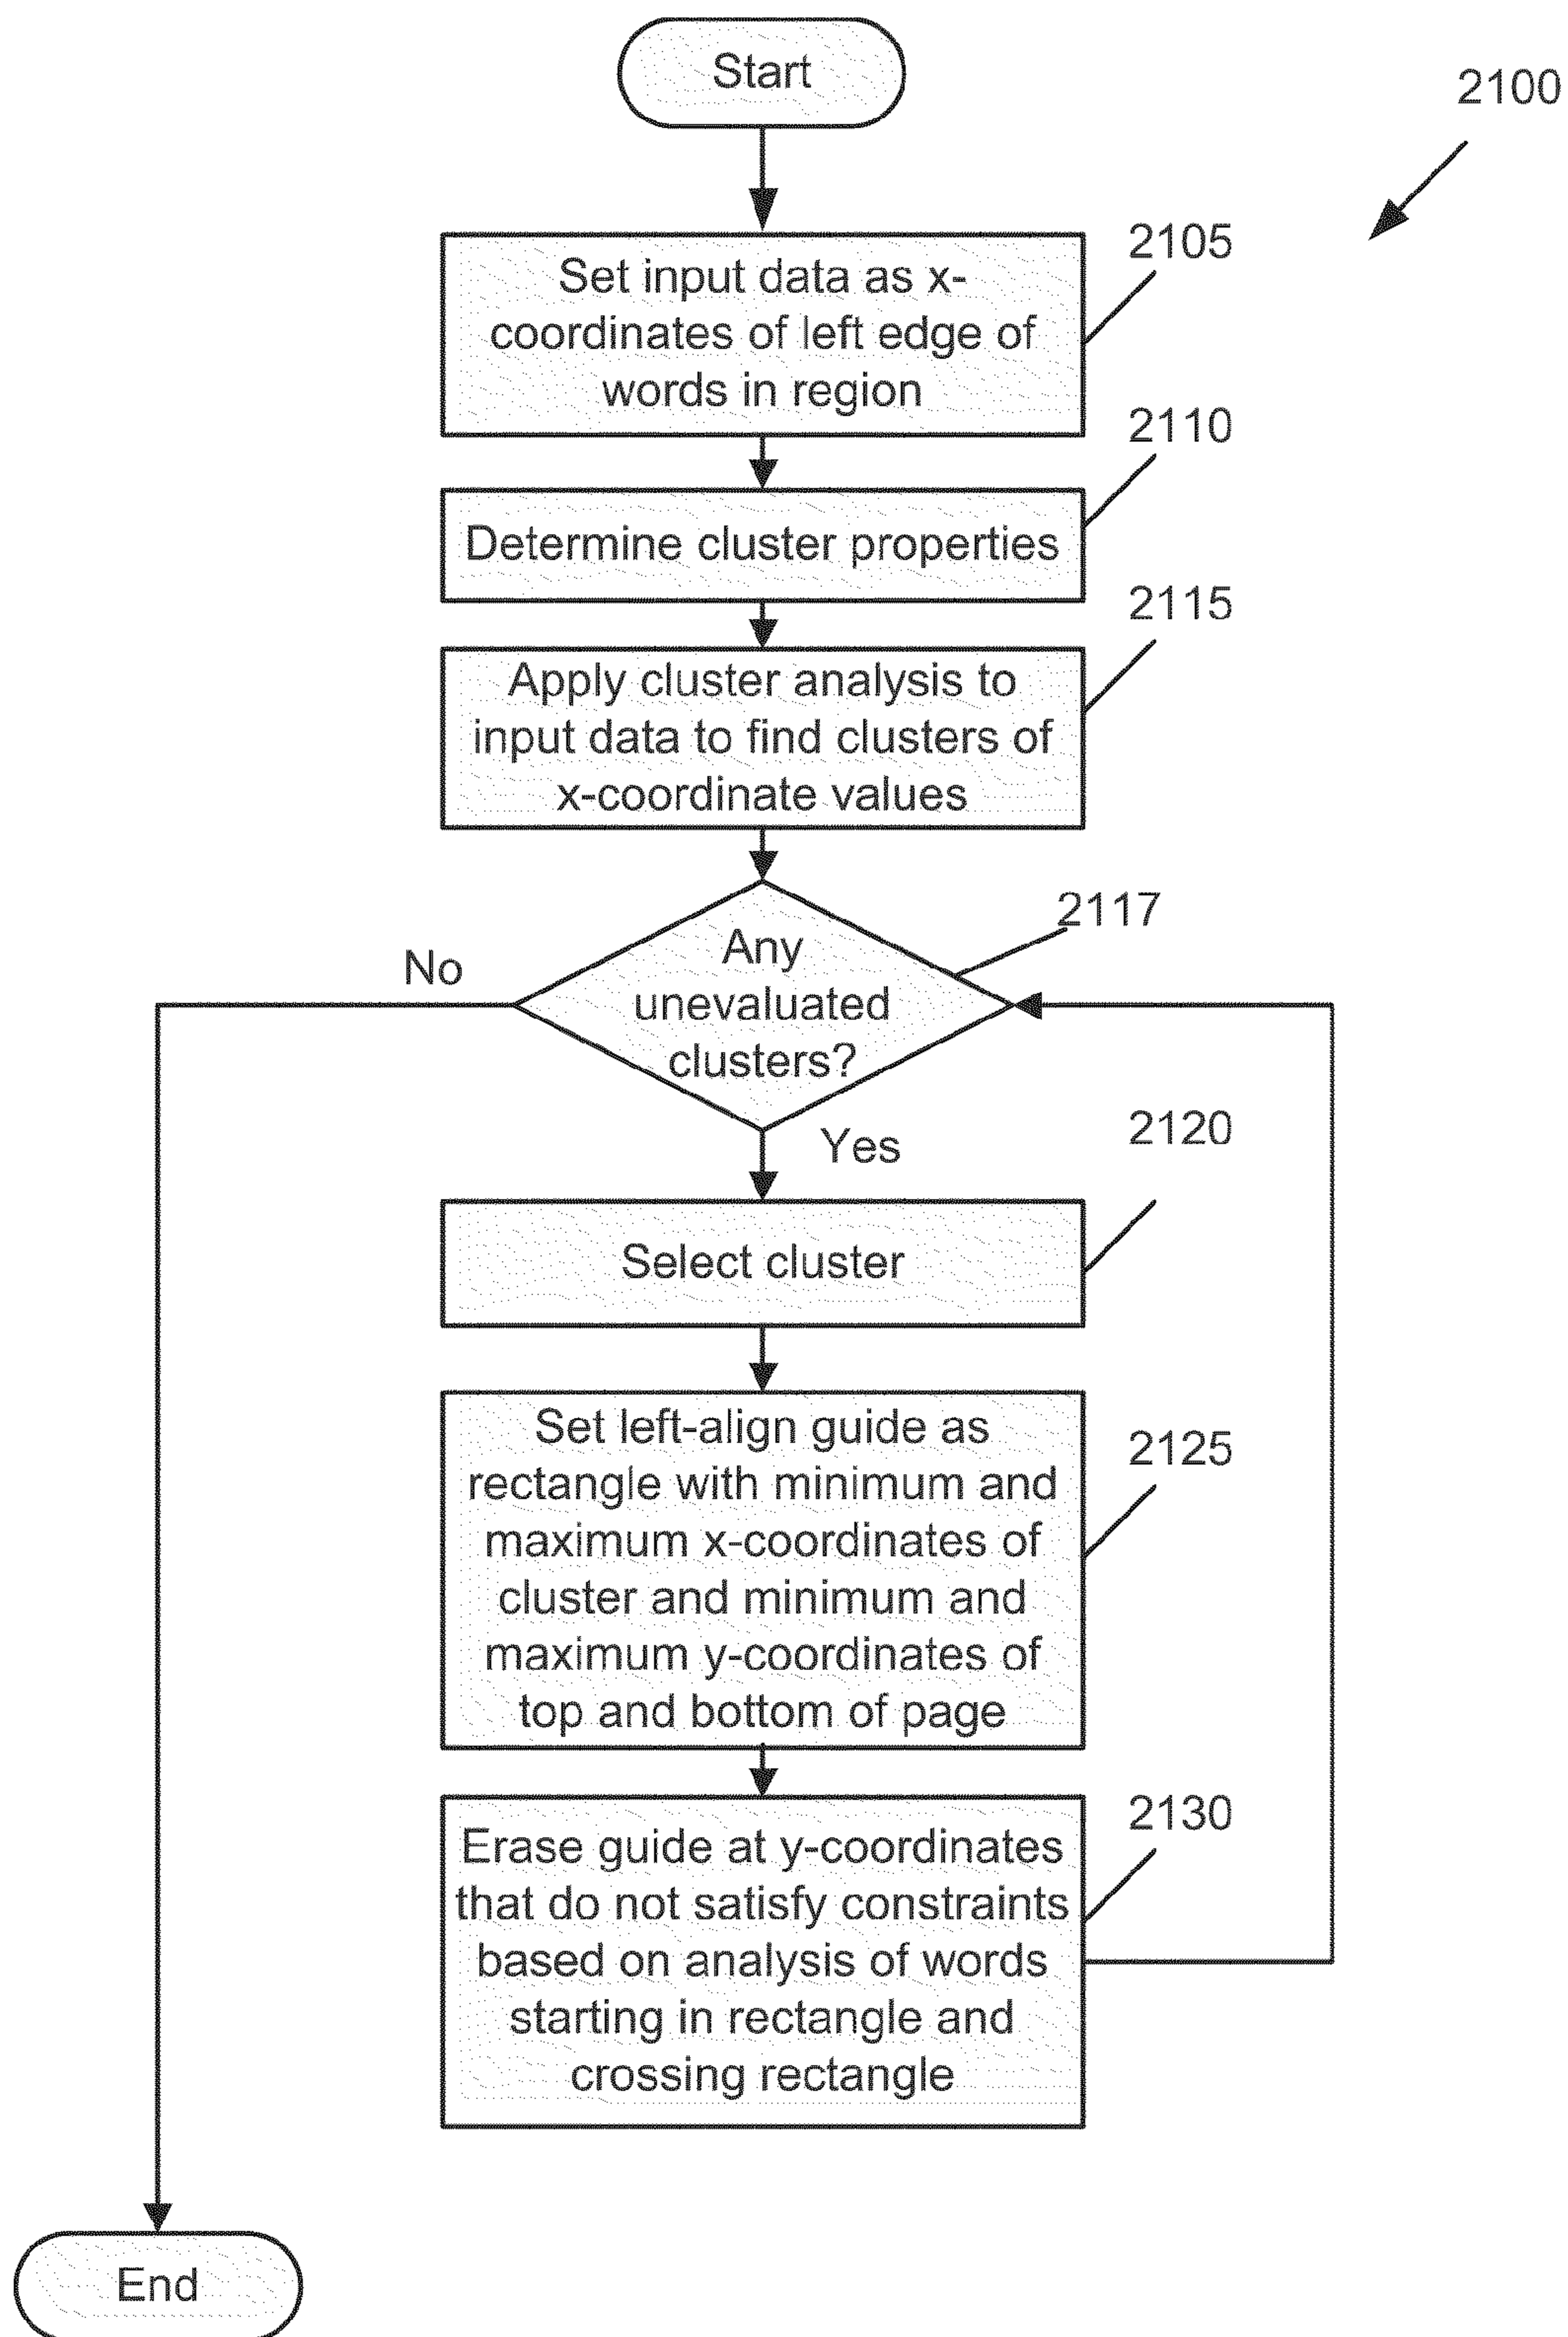 Start
2100
2105
Set input data as x-
coordinates of left edge of
words in region
2110
Determine cluster properties
2115
Apply cluster analysis to
input data to find clusters of
x-coordinate values
2117
No
Any
unevaluated
clusters?
Yes
2120
Select cluster
2125
Set left-align guide as
rectangle with minimum and
maximum x-coordinates of
cluster and minimum and
maximum y-coordinates of
top and bottom of page
2130
Erase guide at y-coordinates
that do not satisfy constraints
based on analysis of words
starting in rectangle and
crossing rectangle
End